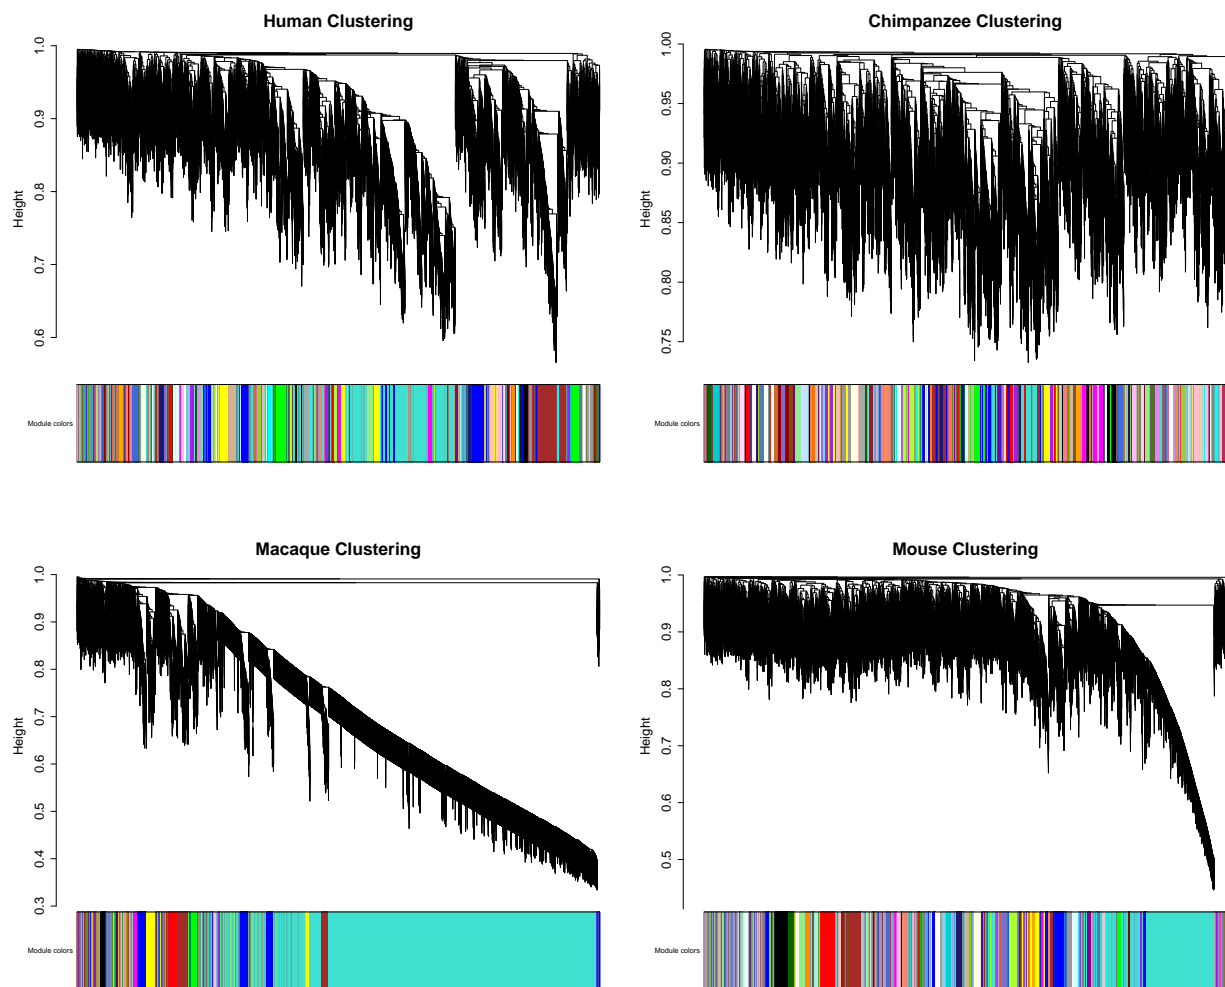 Human Clustering
Height
1.0
0.9
0.8
0.7
0.6
Module colors
Chimpanzee Clustering
Height
1.00
0.95
0.90
0.85
0.80
0.75
Module colors
Macaque Clustering
Height
1.0
0.9
0.8
0.7
0.6
0.5
0.4
0.3
Module colors
Mouse Clustering
Height
1.0
0.9
0.8
0.7
0.6
0.5
Module colors